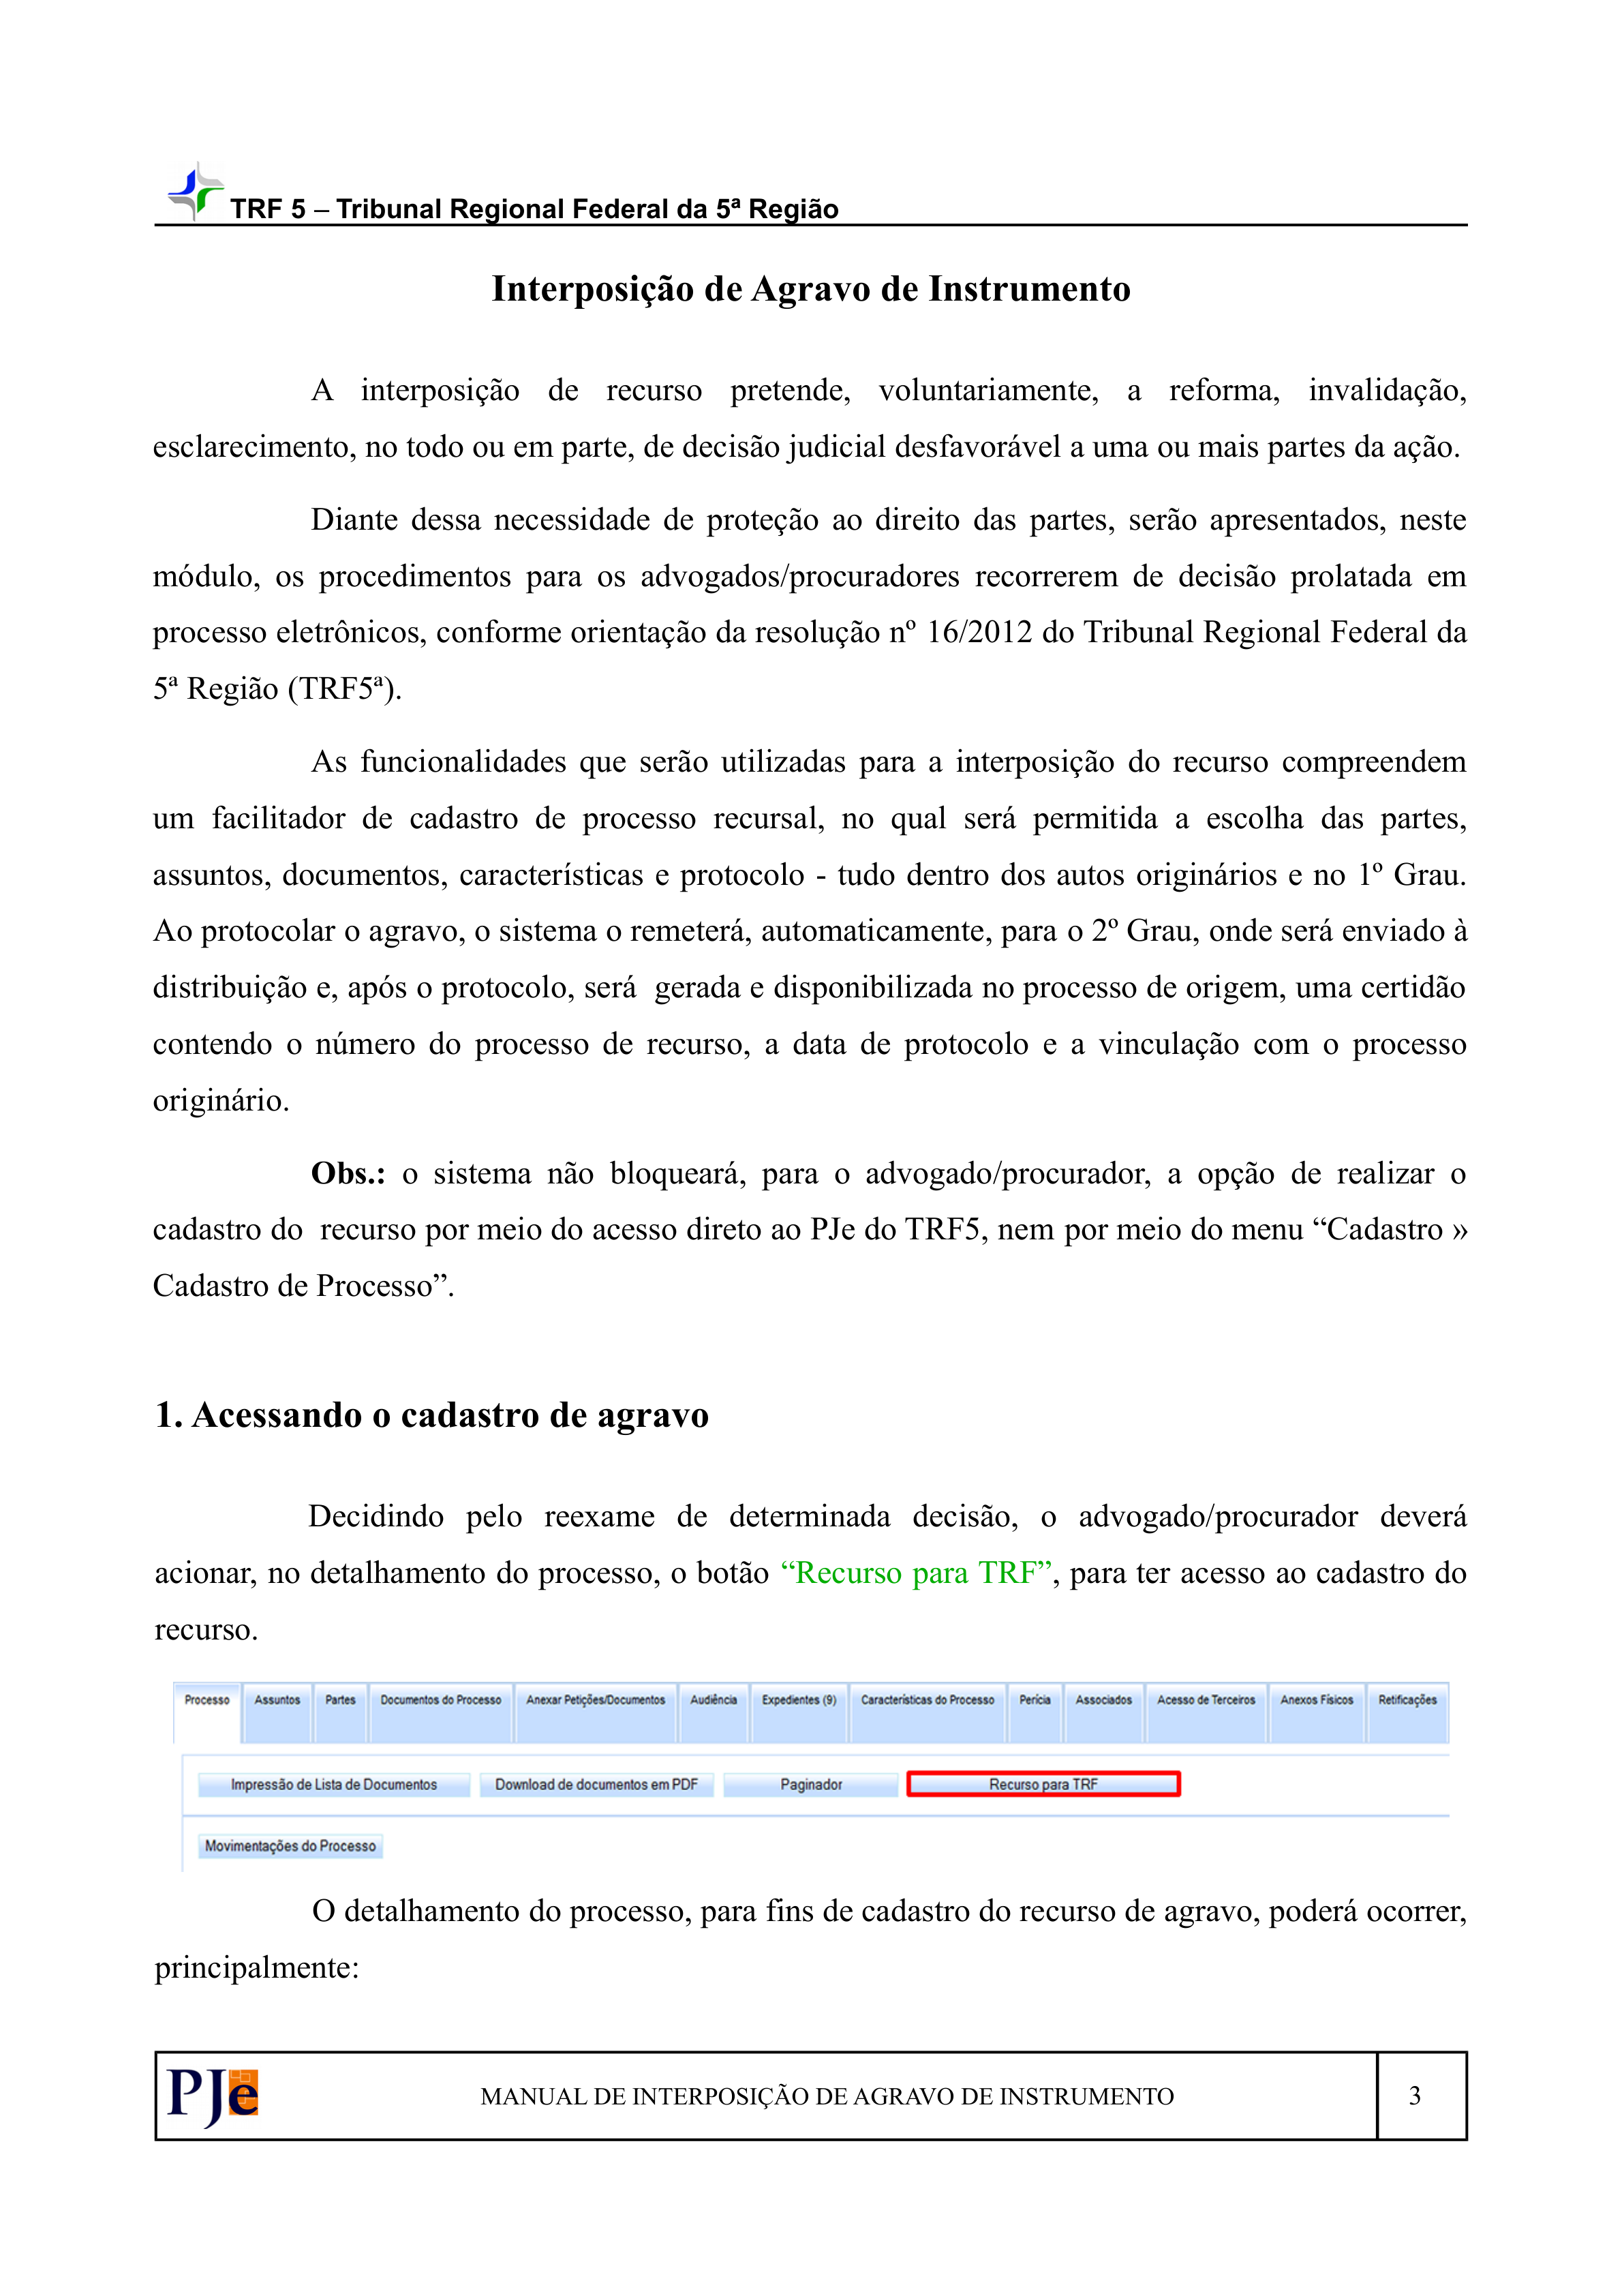 TRF 5 – Tribunal Regional Federal da 5ª Região
Interposição de Agravo de Instrumento
A interposição de recurso pretende, voluntariamente, a reforma, invalidação,
esclarecimento, no todo ou em parte, de decisão judicial desfavorável a uma ou mais partes da ação.
Diante dessa necessidade de proteção ao direito das partes, serão apresentados, neste
módulo, os procedimentos para os advogados/procuradores recorrerem de decisão prolatada em
processo eletrônicos, conforme orientação da resolução nº 16/2012 do Tribunal Regional Federal da
5ª Região (TRF5ª).
As funcionalidades que serão utilizadas para a interposição do recurso compreendem
um facilitador de cadastro de processo recursal, no qual será permitida a escolha das partes,
assuntos, documentos, características e protocolo - tudo dentro dos autos originários e no 1º Grau.
Ao protocolar o agravo, o sistema o remeterá, automaticamente, para o 2º Grau, onde será enviado à
distribuição e, após o protocolo, será gerada e disponibilizada no processo de origem, uma certidão
contendo o número do processo de recurso, a data de protocolo e a vinculação com o processo
originário.
Obs.: o sistema não bloqueará, para o advogado/procurador, a opção de realizar o
cadastro do recurso por meio do acesso direto ao PJe do TRF5, nem por meio do menu “Cadastro »
Cadastro de Processo”.
1. Acessando o cadastro de agravo
Decidindo pelo reexame de determinada decisão, o advogado/procurador deverá
acionar, no detalhamento do processo, o botão “Recurso para TRF”, para ter acesso ao cadastro do
recurso.
Processo Assuntos Partes Documentos do Processo Anexar Petições/Documentos Audiência Expedientes (9) Características do Processo Perícia Associados Acesso de Terceiros Anexos Físicos Retificações
Impressão de Lista de Documentos Download de documentos em PDF Paginador Recurso para TRF
Movimentações do Processo
O detalhamento do processo, para fins de cadastro do recurso de agravo, poderá ocorrer,
principalmente:
PJe MANUAL DE INTERPOSIÇÃO DE AGRAVO DE INSTRUMENTO 3